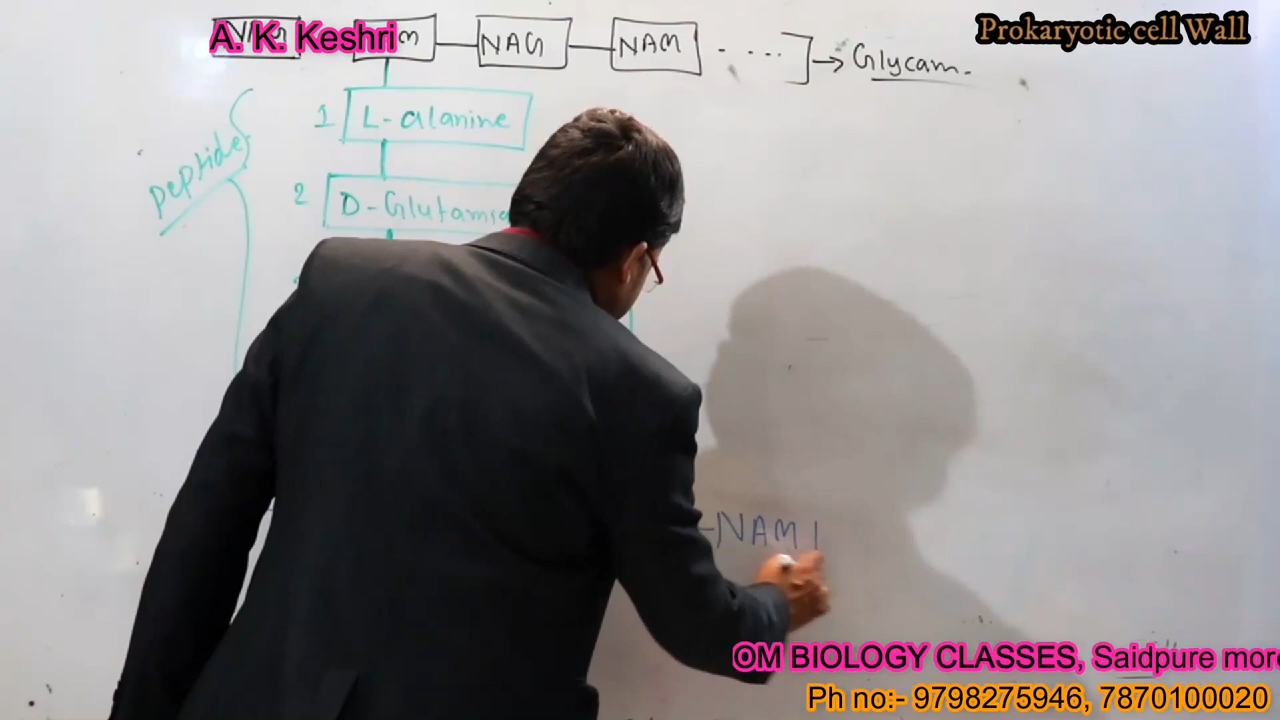 A. K. Keshri
Prokaryotic cell Wall
NAG NAM . ... → Glycam.
1 L- alanine
peptide
2 D-Glutamic
-NAM
OM BIOLOGY CLASSES, Saidpure more
Ph no:- 9798275946, 7870100020